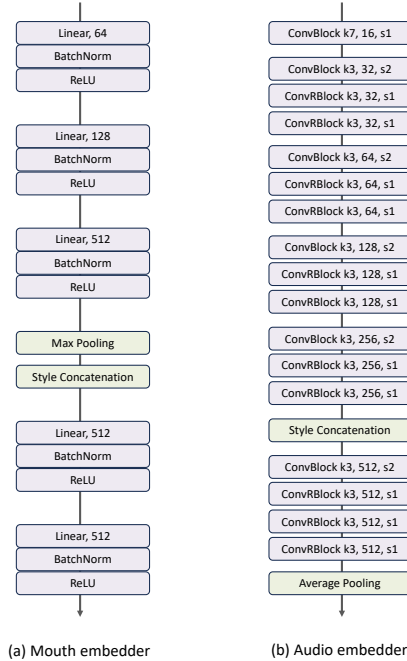 Linear, 64
BatchNorm
ReLU
Linear, 128
BatchNorm
ReLU
Linear, 512
BatchNorm
ReLU
Max Pooling
Style Concatenation
Linear, 512
BatchNorm
ReLU
Linear, 512
BatchNorm
ReLU
(a) Mouth embedder
ConvBlock k7, 16, s1
ConvBlock k3, 32, s2
ConvRBlock k3, 32, s1
ConvRBlock k3, 32, s1
ConvBlock k3, 64, s2
ConvRBlock k3, 64, s1
ConvRBlock k3, 64, s1
ConvBlock k3, 128, s2
ConvRBlock k3, 128, s1
ConvRBlock k3, 128, s1
ConvBlock k3, 256, s2
ConvRBlock k3, 256, s1
ConvRBlock k3, 256, s1
Style Concatenation
ConvBlock k3, 512, s2
ConvRBlock k3, 512, s1
ConvRBlock k3, 512, s1
ConvRBlock k3, 512, s1
Average Pooling
(b) Audio embedder